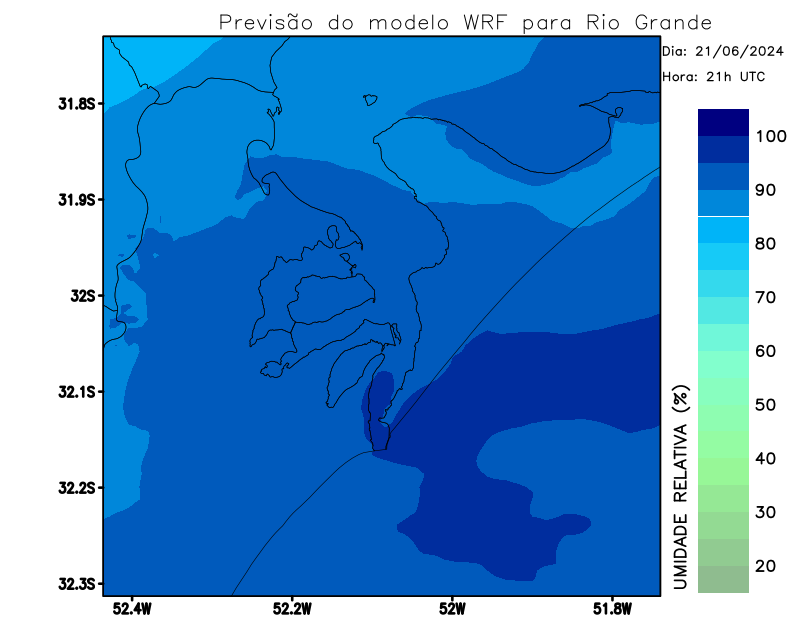 Previsão do modelo WRF para Rio Grande
Dia: 21/06/2024
Hora: 21h UTC
31.8S
31.9S
32S
32.1S
32.2S
32.3S
52.4W
52.2W
52W
51.8W
UMIDADE RELATIVA (%)
100
90
80
70
60
50
40
30
20